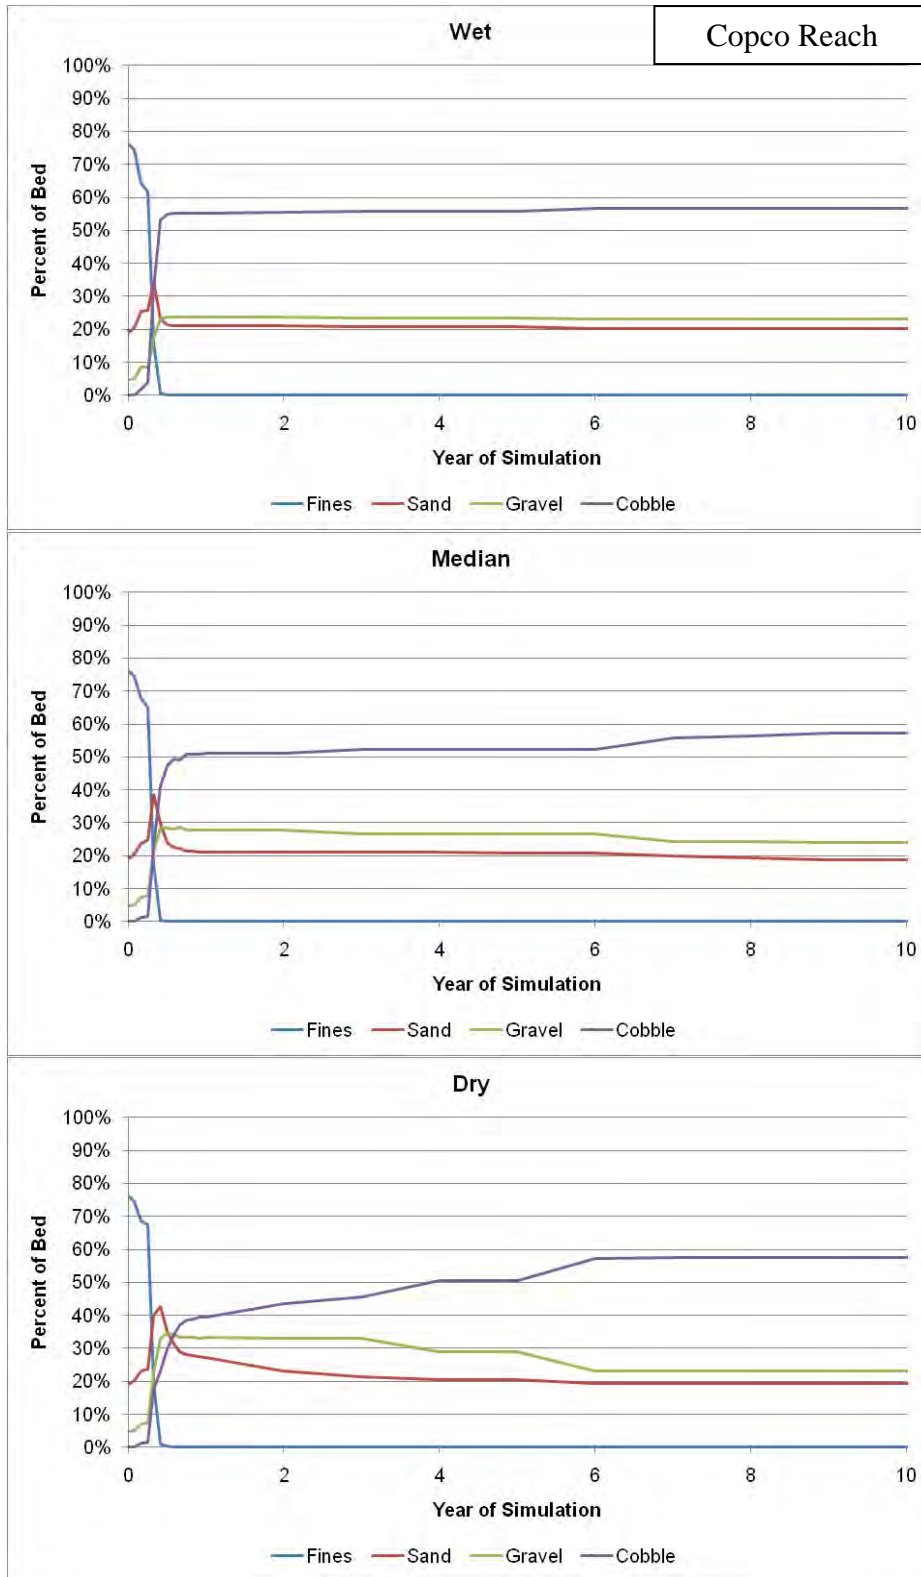 Wet
Copco Reach
Percent of Bed
100%
90%
80%
70%
60%
50%
40%
30%
20%
10%
0%
0 2 4 6 8 10
Year of Simulation
Fines Sand Gravel Cobble
Median
Percent of Bed
100%
90%
80%
70%
60%
50%
40%
30%
20%
10%
0%
0 2 4 6 8 10
Year of Simulation
Fines Sand Gravel Cobble
Dry
Percent of Bed
100%
90%
80%
70%
60%
50%
40%
30%
20%
10%
0%
0 2 4 6 8 10
Year of Simulation
Fines Sand Gravel Cobble